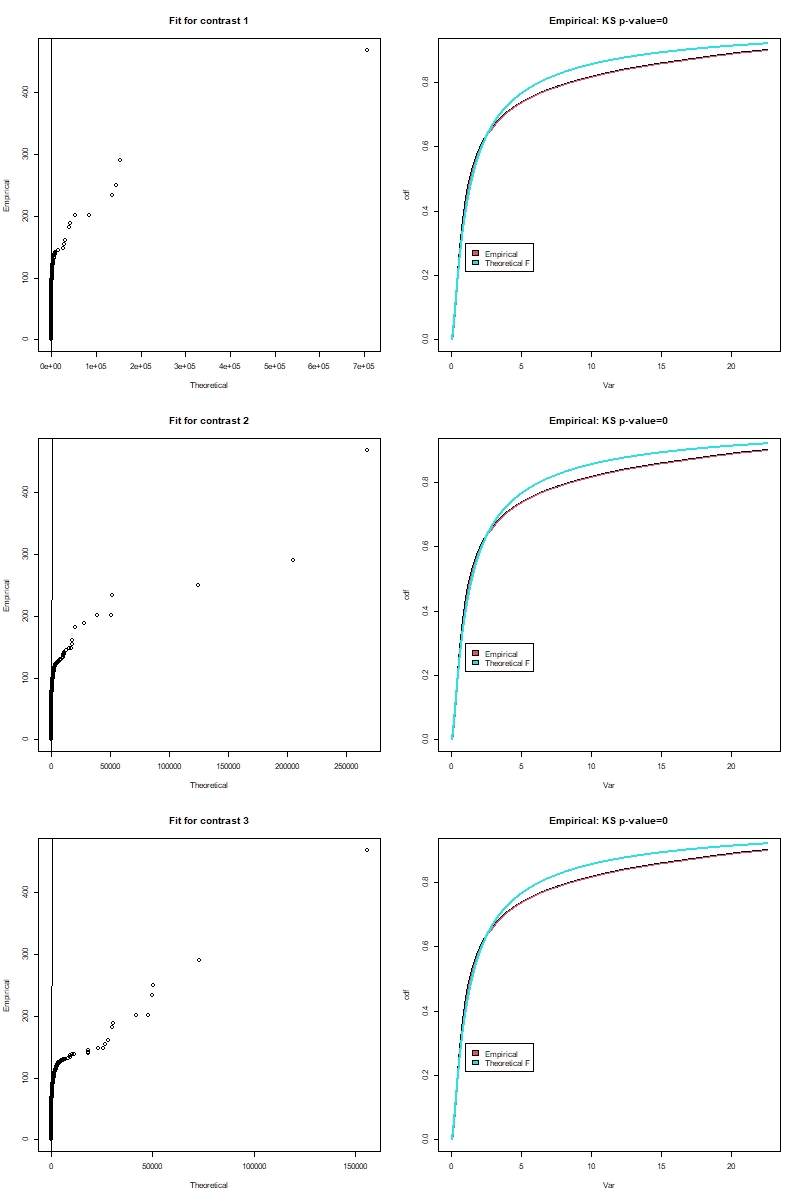 Fit for contrast 1
Empirical: KS p-value=0
Empirical
0
100
200
300
400
0e+00 1e+05 2e+05 3e+05 4e+05 5e+05 6e+05 7e+05
Theoretical
cdf
0.0
0.2
0.4
0.6
0.8
Empirical
Theoretical F
0 5 10 15 20
Var
Fit for contrast 2
Empirical: KS p-value=0
Empirical
0
100
200
300
400
0 50000 100000 150000 200000 250000
Theoretical
cdf
0.0
0.2
0.4
0.6
0.8
Empirical
Theoretical F
0 5 10 15 20
Var
Fit for contrast 3
Empirical: KS p-value=0
Empirical
0
100
200
300
400
0 50000 100000 150000
Theoretical
cdf
0.0
0.2
0.4
0.6
0.8
Empirical
Theoretical F
0 5 10 15 20
Var